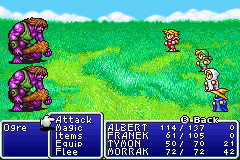 Ⓑ Back
Ogre
Attack
Magic
Items
Equip
Flee
ALBERT 114/137 0
FRANEK 61/105 0
TYMON 70/71 21
MORRAK 72/72 42